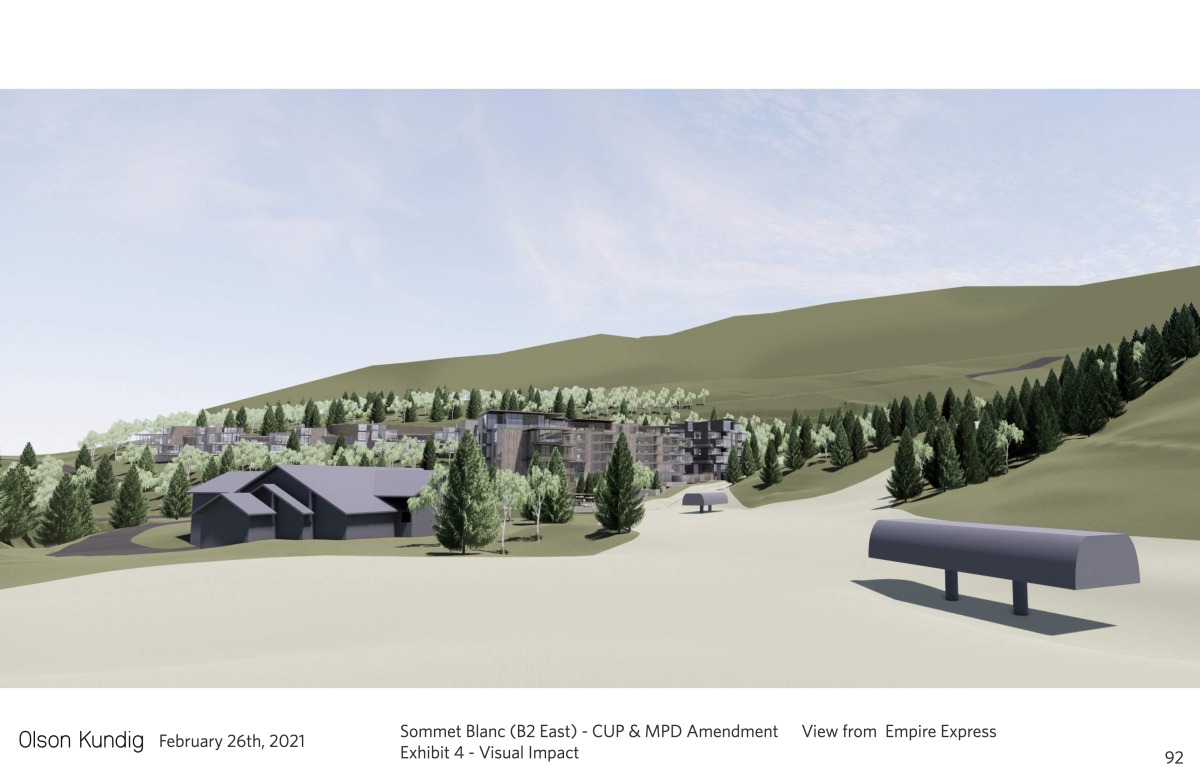 Olson Kundig February 26th, 2021
Sommet Blanc (B2 East) - CUP & MPD Amendment View from Empire Express
Exhibit 4 - Visual Impact
92